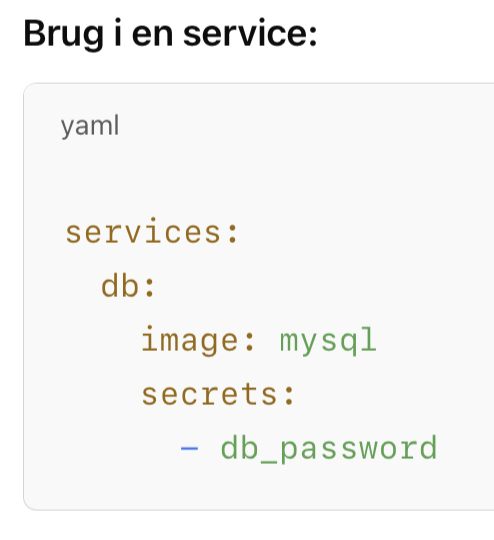 Brug i en service:
yaml
services:
  db:
    image: mysql
    secrets:
      - db_password